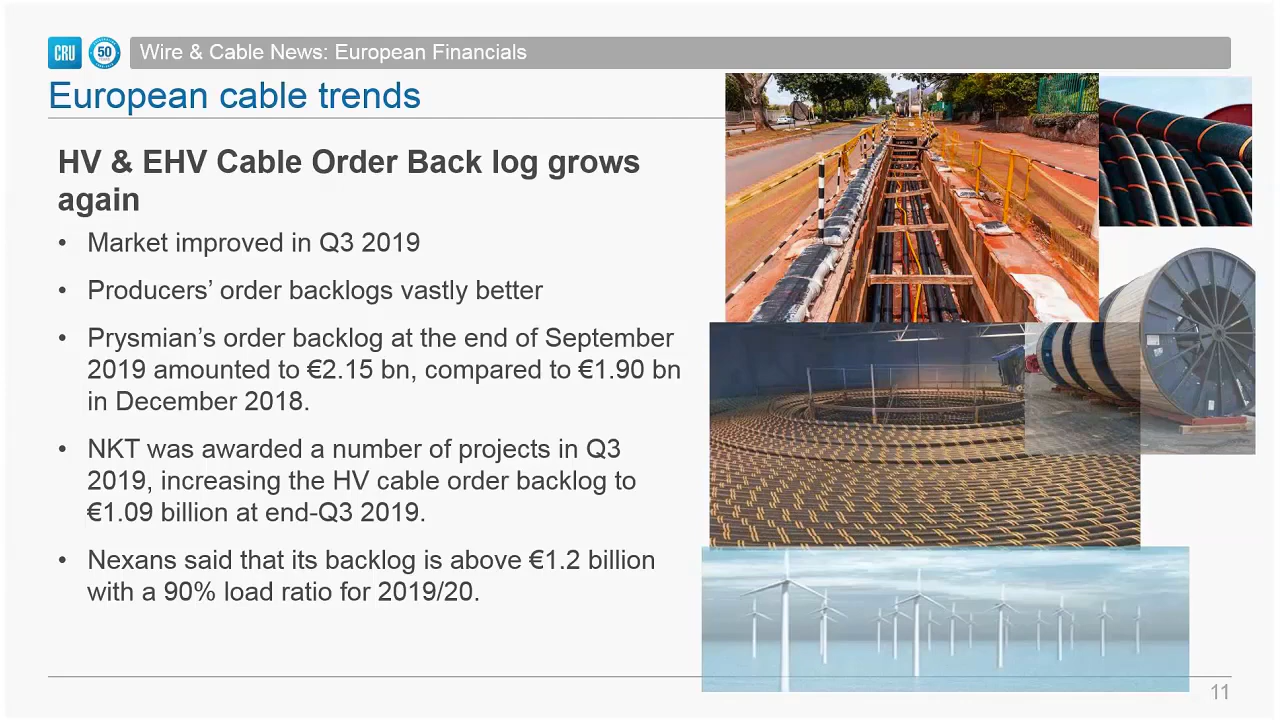 CRU 50 YEARS Wire & Cable News: European Financials
European cable trends
HV & EHV Cable Order Back log grows
again
• Market improved in Q3 2019
• Producers’ order backlogs vastly better
• Prysmian’s order backlog at the end of September
2019 amounted to €2.15 bn, compared to €1.90 bn
in December 2018.
• NKT was awarded a number of projects in Q3
2019, increasing the HV cable order backlog to
€1.09 billion at end-Q3 2019.
• Nexans said that its backlog is above €1.2 billion
with a 90% load ratio for 2019/20.
11